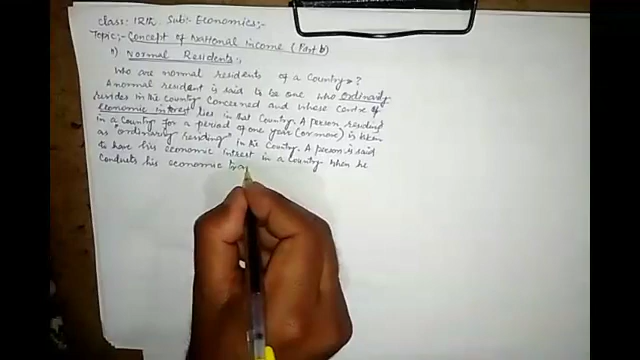 class: 12th Sub:- Economics;-
Topic;- Concept of National income (Part b)
Normal Residents:-
Who are normal residents of a Country?
A normal resident is said to be one who ordinarily
resides in the country concerned and whose centre of
economic interest lies in that Country. A person residing
in a Country for a period of one year (or more) is taken
as "ordinarily residing" in the Country. A person is said
to have his economic interest in a country when he
conducts his economic tra